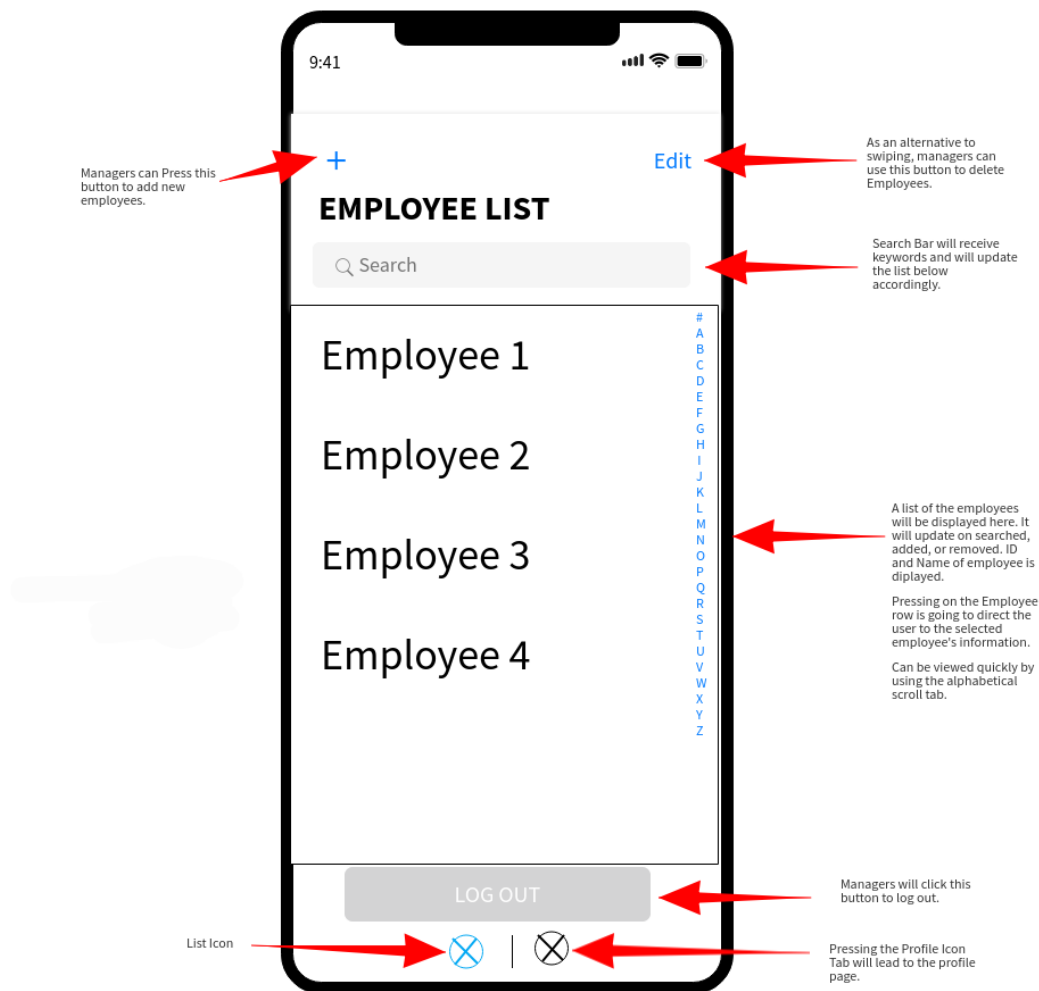 9:41
Managers can Press this
button to add new
employees.
+
Edit
As an alternative to
swiping, managers can
use this button to delete
Employees.
EMPLOYEE LIST
Search
Search Bar will receive
keywords and will update
the list below
accordingly.
Employee 1
Employee 2
Employee 3
Employee 4
#
A
B
C
D
E
F
G
H
I
J
K
L
M
N
O
P
Q
R
S
T
U
V
W
X
Y
Z
A list of the employees
will be displayed here. It
will update on searched,
added, or removed. ID
and Name of employee is
diplayed.
Pressing on the Employee
row is going to direct the
user to the selected
employee's information.
Can be viewed quickly by
using the alphabetical
scroll tab.
LOG OUT
Managers will click this
button to log out.
List Icon
Pressing the Profile Icon
Tab will lead to the profile
page.